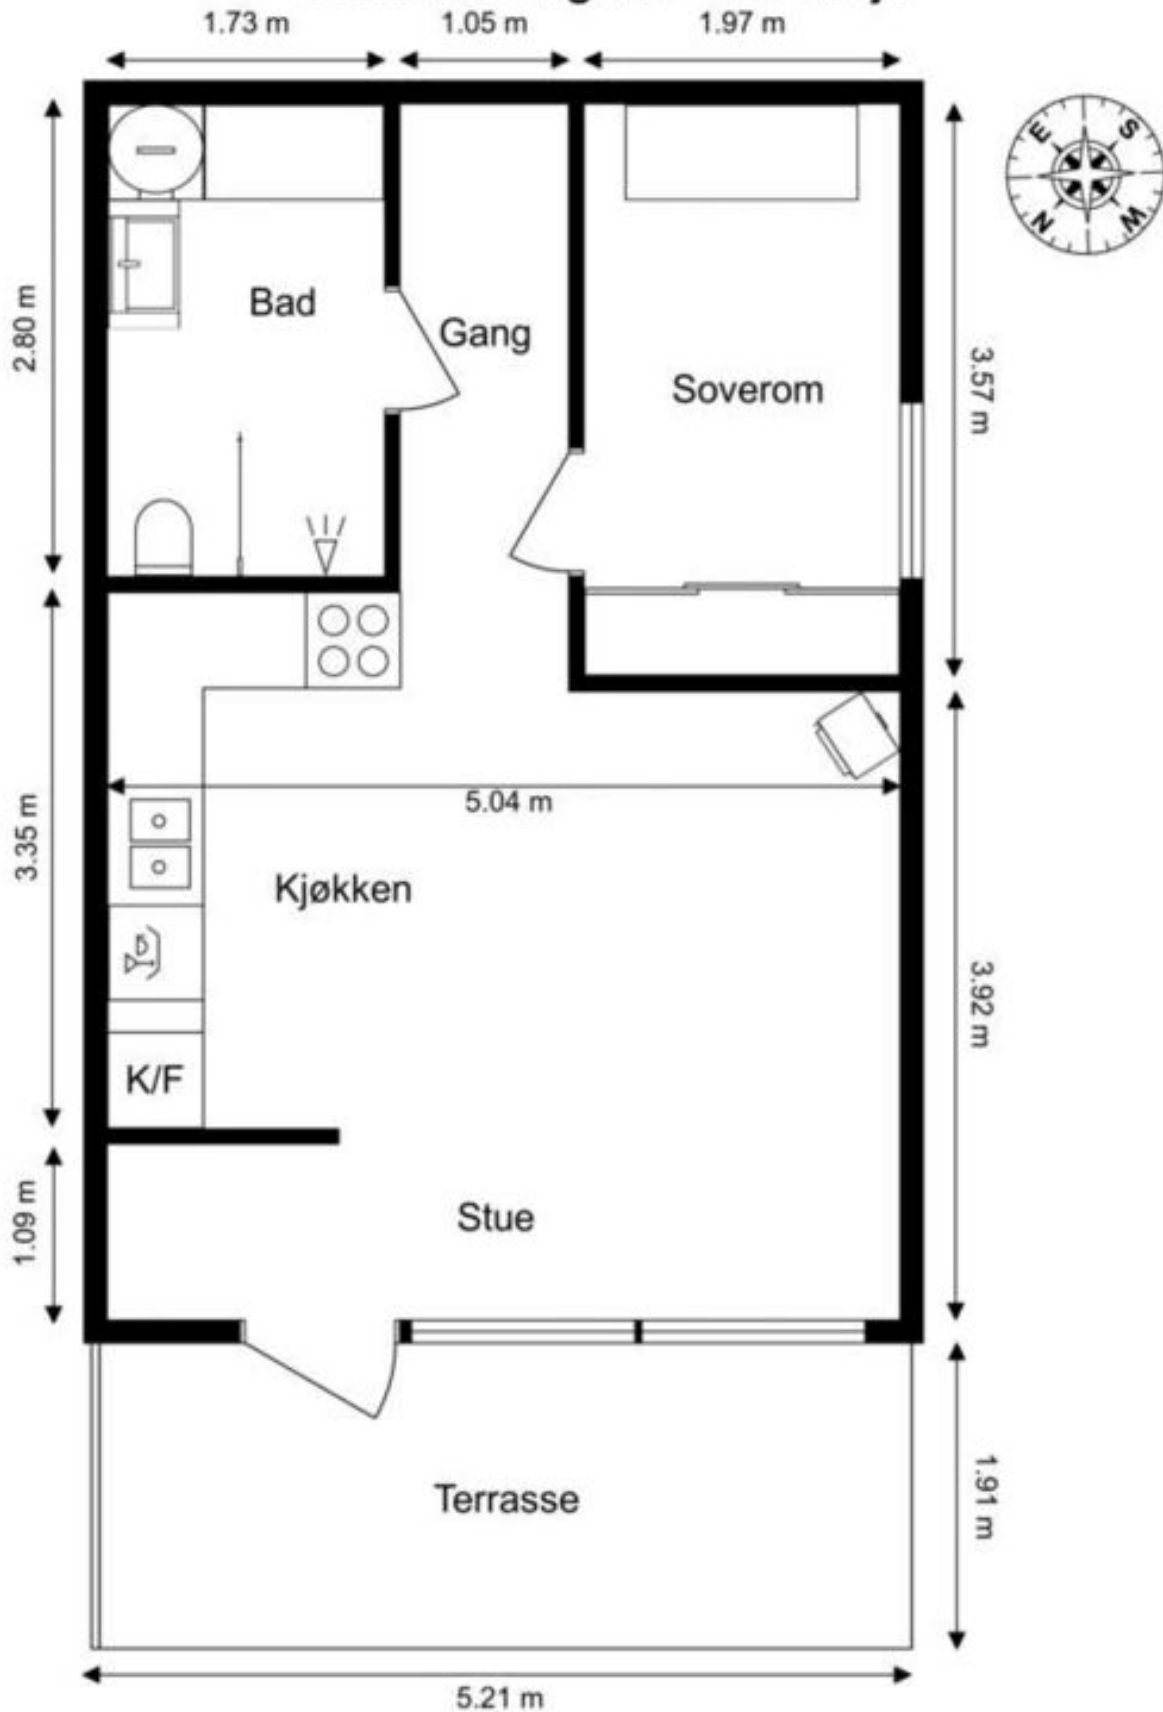 1.73 m
1.05 m
1.97 m
E
S
N
W
2.80 m
Bad
Gang
Soverom
3.57 m
5.04 m
3.35 m
Kjøkken
3.92 m
K/F
1.09 m
Stue
Terrasse
1.91 m
5.21 m